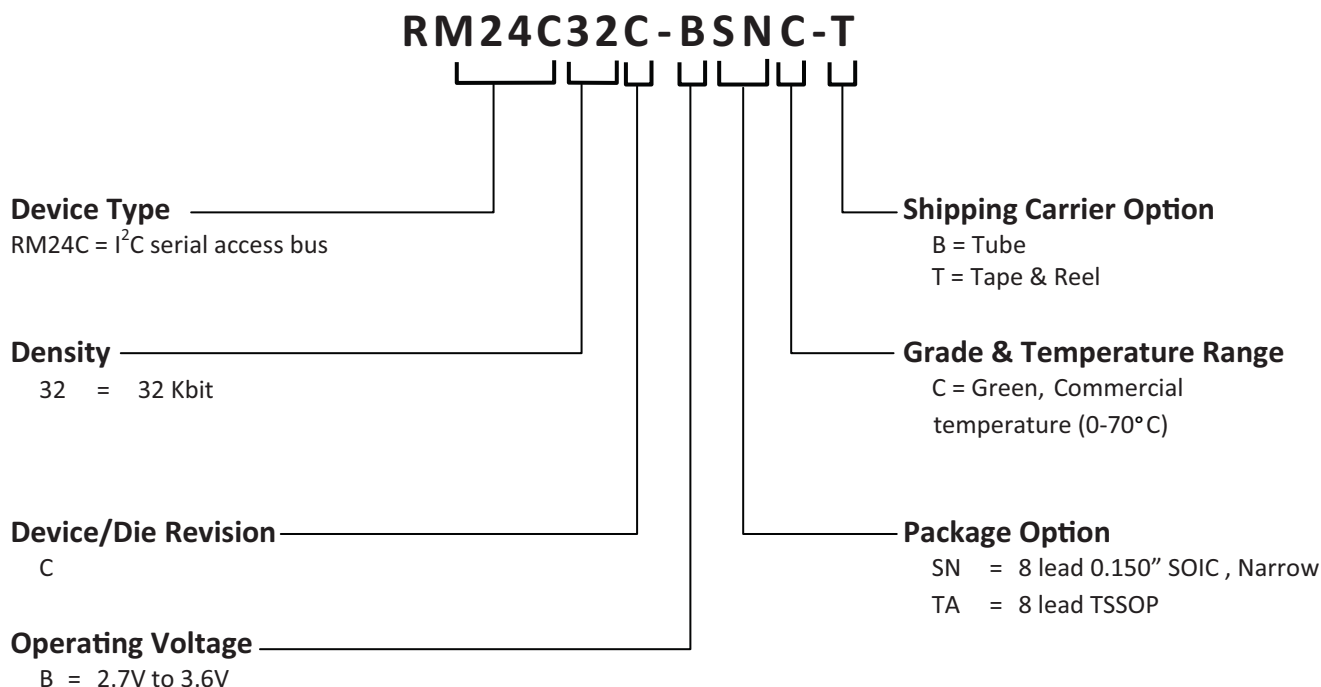 RM24C32C-BSNC-T
Device Type
RM24C = I²C serial access bus
Density
32 = 32 Kbit
Device/Die Revision
C
Operating Voltage
B = 2.7V to 3.6V
Shipping Carrier Option
B = Tube
T = Tape & Reel
Grade & Temperature Range
C = Green, Commercial
temperature (0-70°C)
Package Option
SN = 8 lead 0.150” SOIC , Narrow
TA = 8 lead TSSOP